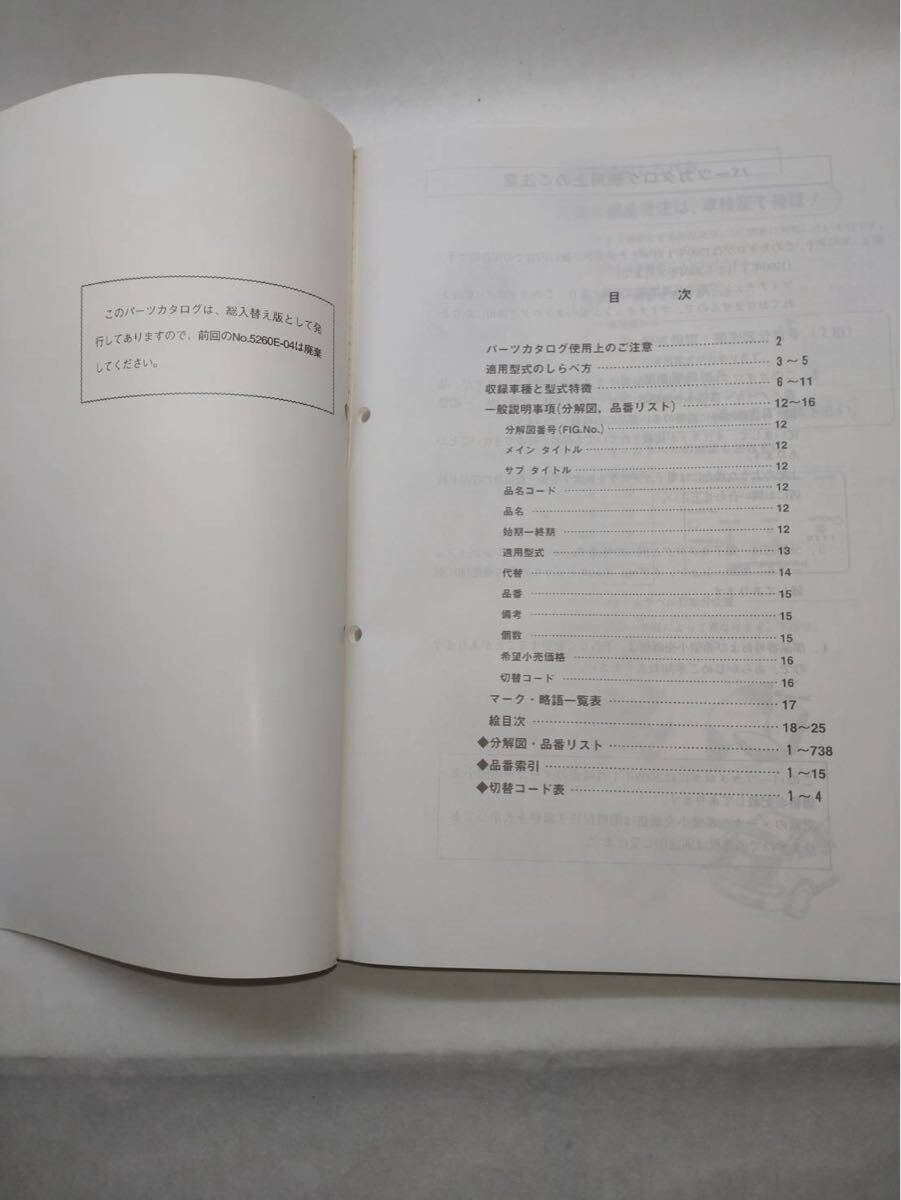 このパーツカタログは、総入替え版として発
行してありますので、前回のNo.5260E-04は廃棄
してください。
目 次
パーツカタログ使用上のご注意 2
適用型式のしらべ方 3〜5
収録車種と型式特徴 6〜11
一般説明事項(分解図，品番リスト) 12〜16
分解図番号(FIG.No.) 12
メイン タイトル 12
サブ タイトル 12
品名コード 12
品名 12
始期一終期 12
適用型式 13
代替 14
品番 15
備考 15
個数 15
希望小売価格 16
切替コード 16
マーク・略語一覧表 17
絵目次 18〜25
◆分解図・品番リスト 1〜738
◆品番索引 1〜15
◆切替コード表 1〜4